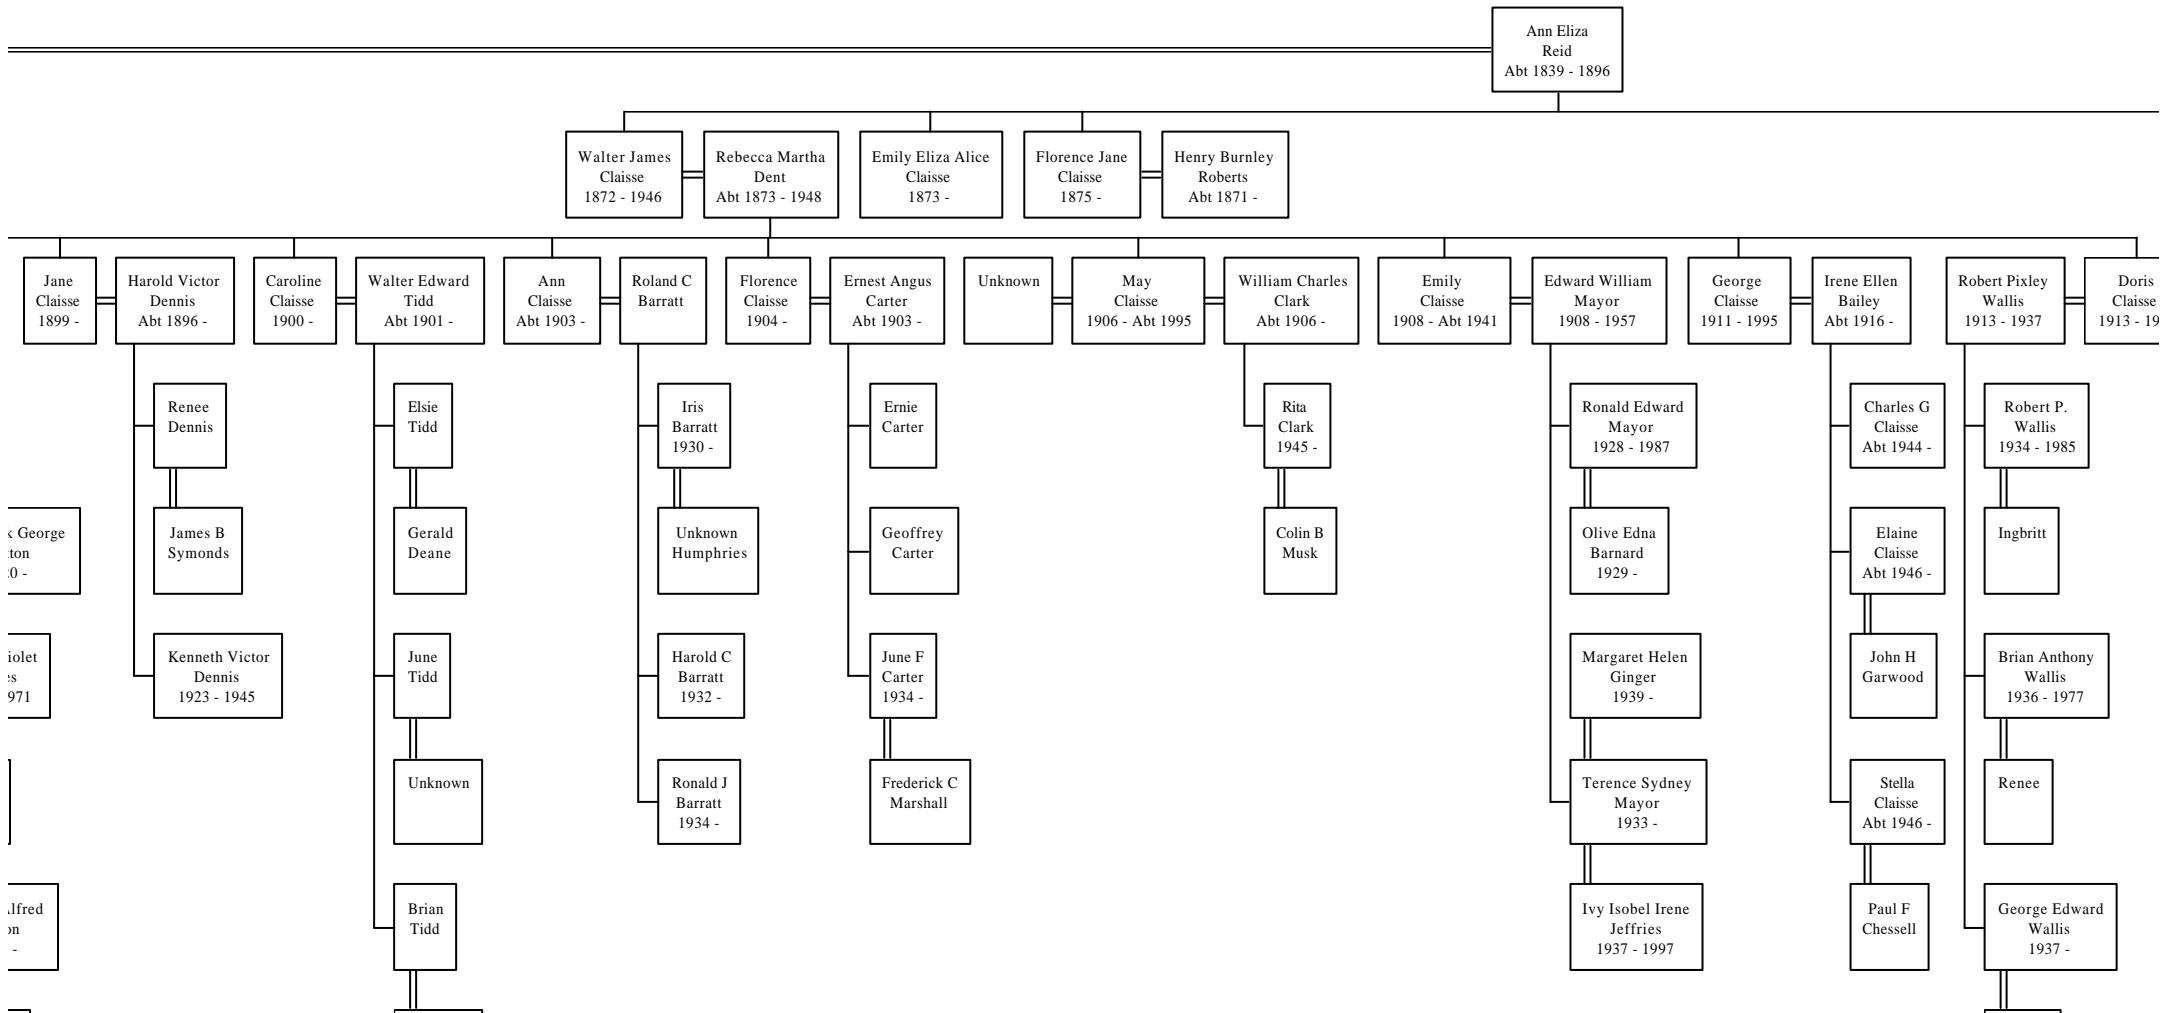 Ann Eliza
Reid
Abt 1839 - 1896
Walter James
Claisse
1872 - 1946
Rebecca Martha
Dent
Abt 1873 - 1948
Emily Eliza Alice
Claisse
1873 -
Florence Jane
Claisse
1875 -
Henry Burnley
Roberts
Abt 1871 -
Jane
Claisse
1899 -
Harold Victor
Dennis
Abt 1896 -
Caroline
Claisse
1900 -
Walter Edward
Tidd
Abt 1901 -
Ann
Claisse
Abt 1903 -
Roland C
Barratt
Florence
Claisse
1904 -
Ernest Angus
Carter
Abt 1903 -
Unknown
May
Claisse
1906 - Abt 1995
William Charles
Clark
Abt 1906 -
Emily
Claisse
1908 - Abt 1941
Edward William
Mayor
1908 - 1957
George
Claisse
1911 - 1995
Irene Ellen
Bailey
Abt 1916 -
Robert Pixley
Wallis
1913 - 1937
Doris
Claisse
1913 - 19
Renee
Dennis
Elsie
Tidd
Iris
Barratt
1930 -
Ernie
Carter
Rita
Clark
1945 -
Ronald Edward
Mayor
1928 - 1987
Charles G
Claisse
Abt 1944 -
Robert P.
Wallis
1934 - 1985
George
0 -
James B
Symonds
Gerald
Deane
Unknown
Humphries
Geoffrey
Carter
Colin B
Musk
Olive Edna
Barnard
1929 -
Elaine
Claisse
Abt 1946 -
Ingbritt
iolet
es
971
Kenneth Victor
Dennis
1923 - 1945
June
Tidd
Harold C
Barratt
1932 -
June F
Carter
1934 -
Margaret Helen
Ginger
1939 -
John H
Garwood
Brian Anthony
Wallis
1936 - 1977
Unknown
Ronald J
Barratt
1934 -
Frederick C
Marshall
Terence Sydney
Mayor
1933 -
Stella
Claisse
Abt 1946 -
Renee
lfred
on
-
Brian
Tidd
Ivy Isobel Irene
Jeffries
1937 - 1997
Paul F
Chessell
George Edward
Wallis
1937 -